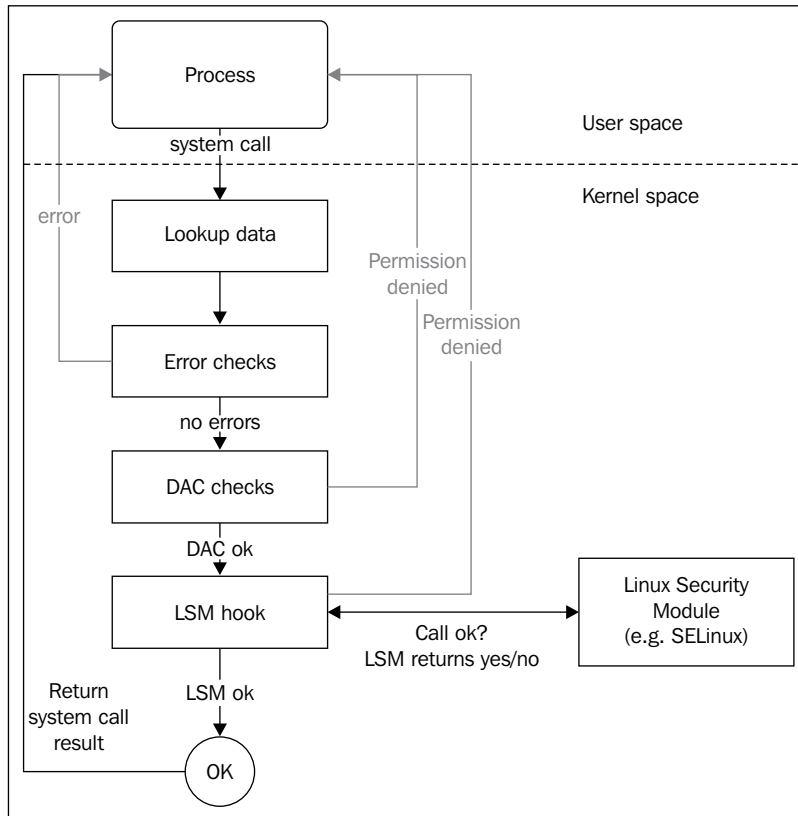 Process
User space
system call
Kernel space
error
Lookup data
Permission
denied
Permission
denied
Error checks
no errors
DAC checks
DAC ok
LSM hook
Linux Security
Module
(e.g. SELinux)
Call ok?
LSM returns yes/no
LSM ok
Return
system call
result
OK